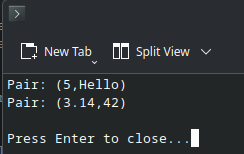 New Tab Split View
Pair: (5,Hello)
Pair: (3.14,42)
Press Enter to close...